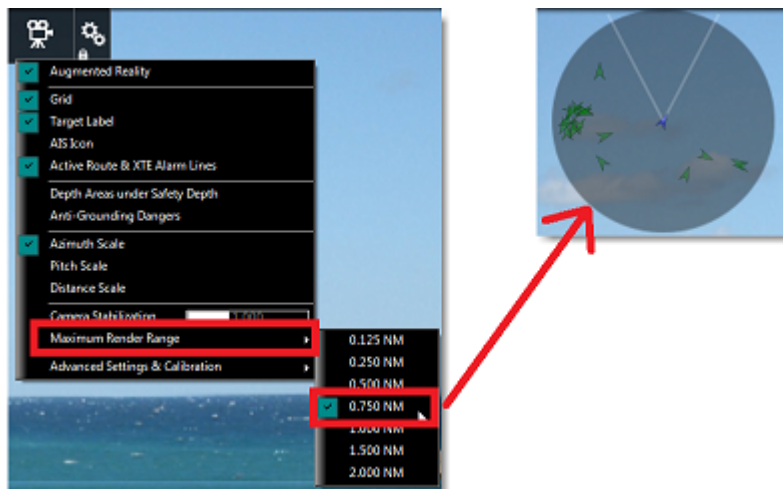 Augmented Reality
Grid
Target Label
AIS Icon
Active Route & XTE Alarm Lines
Depth Areas under Safety Depth
Anti-Grounding Dangers
Azimuth Scale
Pitch Scale
Distance Scale
Camera Stabilization 1.000
Maximum Render Range
Advanced Settings & Calibration
0.125 NM
0.250 NM
0.500 NM
0.750 NM
1.000 NM
1.500 NM
2.000 NM